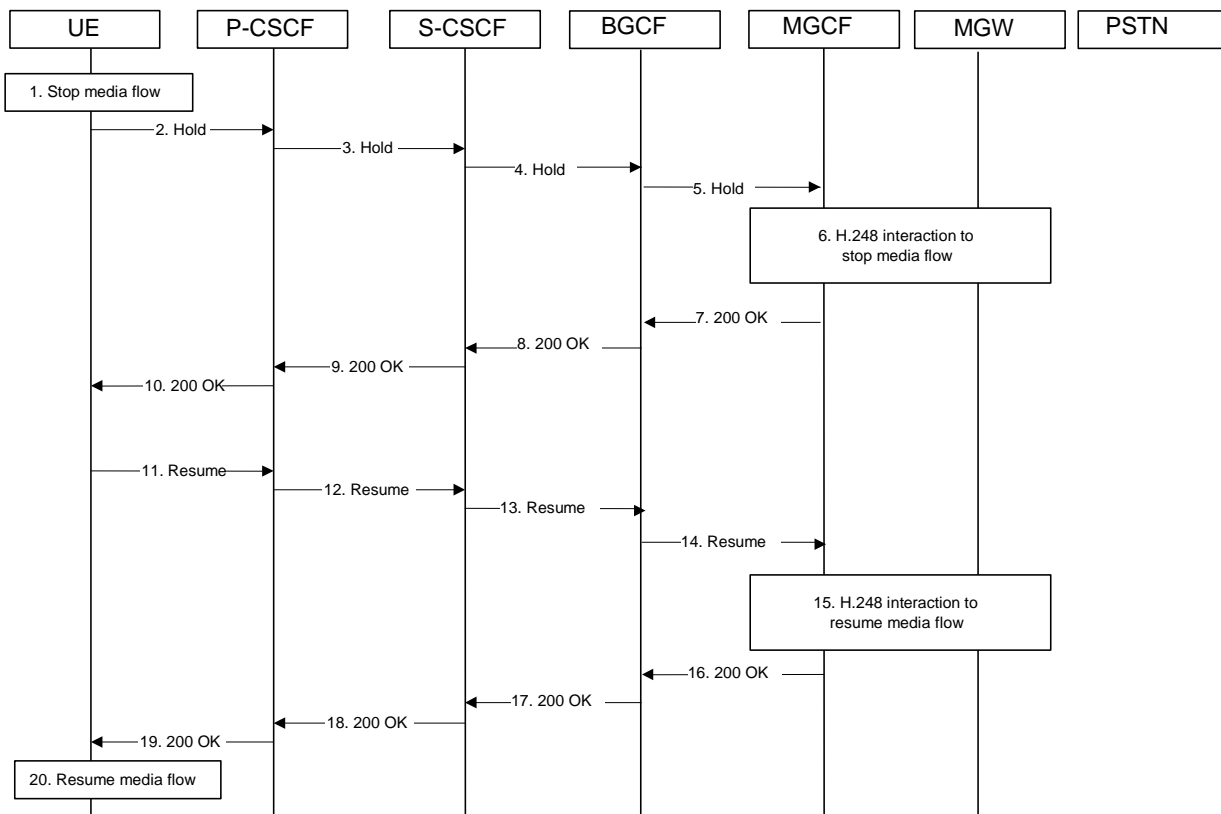 UE
P-CSCF
S-CSCF
BGCF
MGCF
MGW
PSTN
1. Stop media flow
2. Hold
3. Hold
4. Hold
5. Hold
6. H.248 interaction to
stop media flow
7. 200 OK
8. 200 OK
9. 200 OK
10. 200 OK
11. Resume
12. Resume
13. Resume
14. Resume
15. H.248 interaction to
resume media flow
16. 200 OK
17. 200 OK
18. 200 OK
19. 200 OK
20. Resume media flow